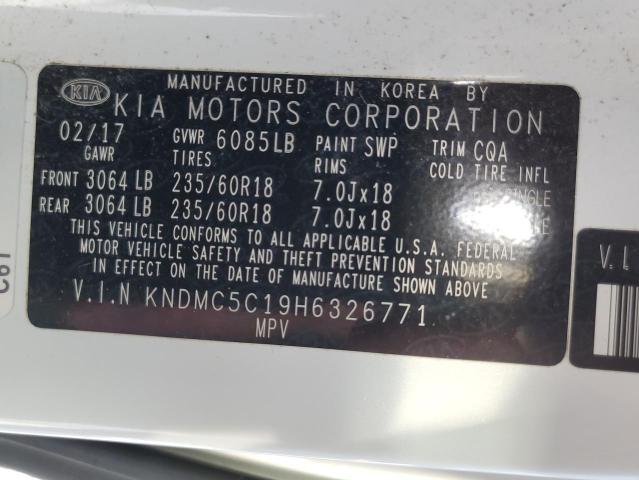 KIA
MANUFACTURED IN KOREA BY
KIA MOTORS CORPORATION
02/17 GVWR 6085LB PAINT SWP TRIM CQA
GAWR TIRES RIMS COLD TIRE INFL
FRONT 3064 LB 235/60R18 7.0Jx18 SINGLE
REAR 3064 LB 235/60R18 7.0Jx18
THIS VEHICLE CONFORMS TO ALL APPLICABLE U.S.A. FEDERAL
MOTOR VEHICLE SAFETY AND THEFT PREVENTION STANDARDS
IN EFFECT ON THE DATE OF MANUFACTURE SHOWN ABOVE.
V.I.N KNDMC5C19H6326771
MPV
V.I